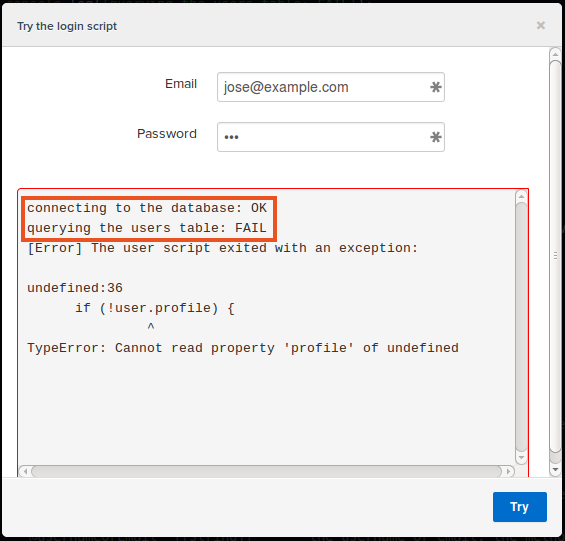 Try the login script
×
Email
jose@example.com
Password
•••
connecting to the database: OK
querying the users table: FAIL
[Error] The user script exited with an exception:
undefined:36
if (!user.profile) {
^
TypeError: Cannot read property 'profile' of undefined
Try